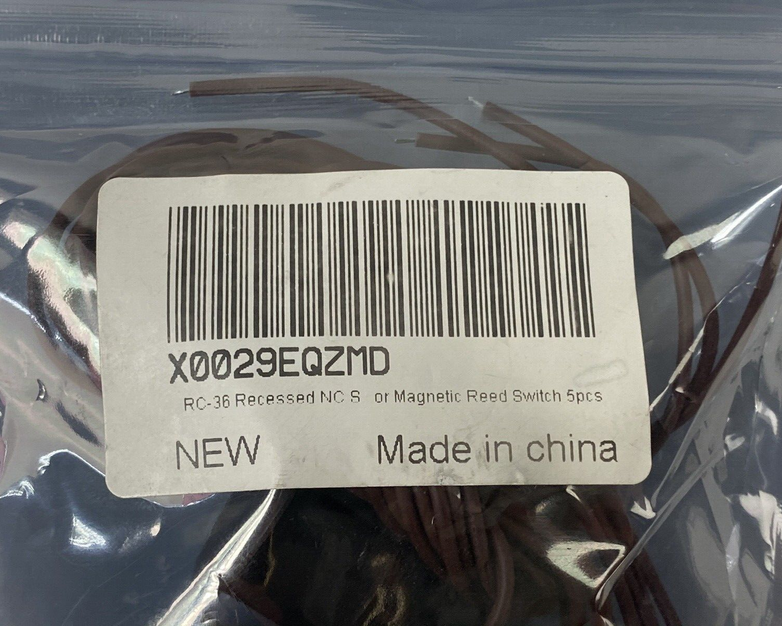 X0029EQZMD
RC-36 Recessed NC S or Magnetic Reed Switch 5pcs
NEW Made in china